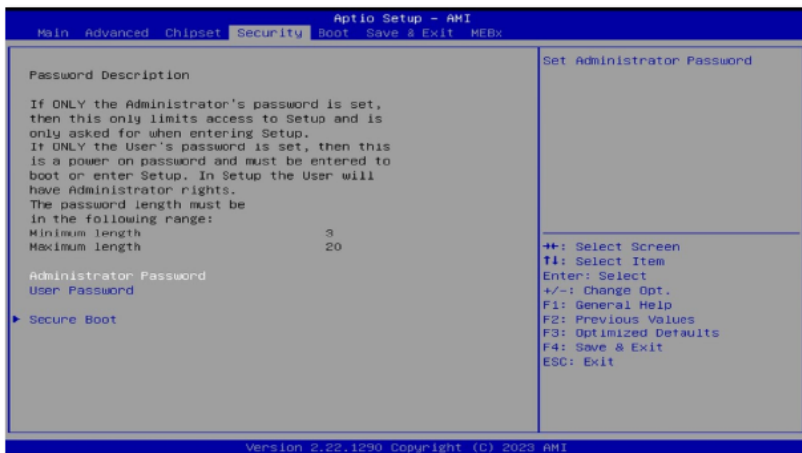 Aptio Setup – AMI
Main Advanced Chipset Security Boot Save & Exit MEBx
Password Description
If ONLY the Administrator's password is set,
then this only limits access to Setup and is
only asked for when entering Setup.
If ONLY the User's password is set, then this
is a power on password and must be entered to
boot or enter Setup. In Setup the User will
have Administrator rights.
The password length must be
in the following range:
Minimum length 3
Maximum length 20
Administrator Password
User Password
▶ Secure Boot
Set Administrator Password
→←: Select Screen
↑↓: Select Item
Enter: Select
+/-: Change Opt.
F1: General Help
F2: Previous Values
F3: Optimized Defaults
F4: Save & Exit
ESC: Exit
Version 2.22.1290 Copyright (C) 2023 AMI